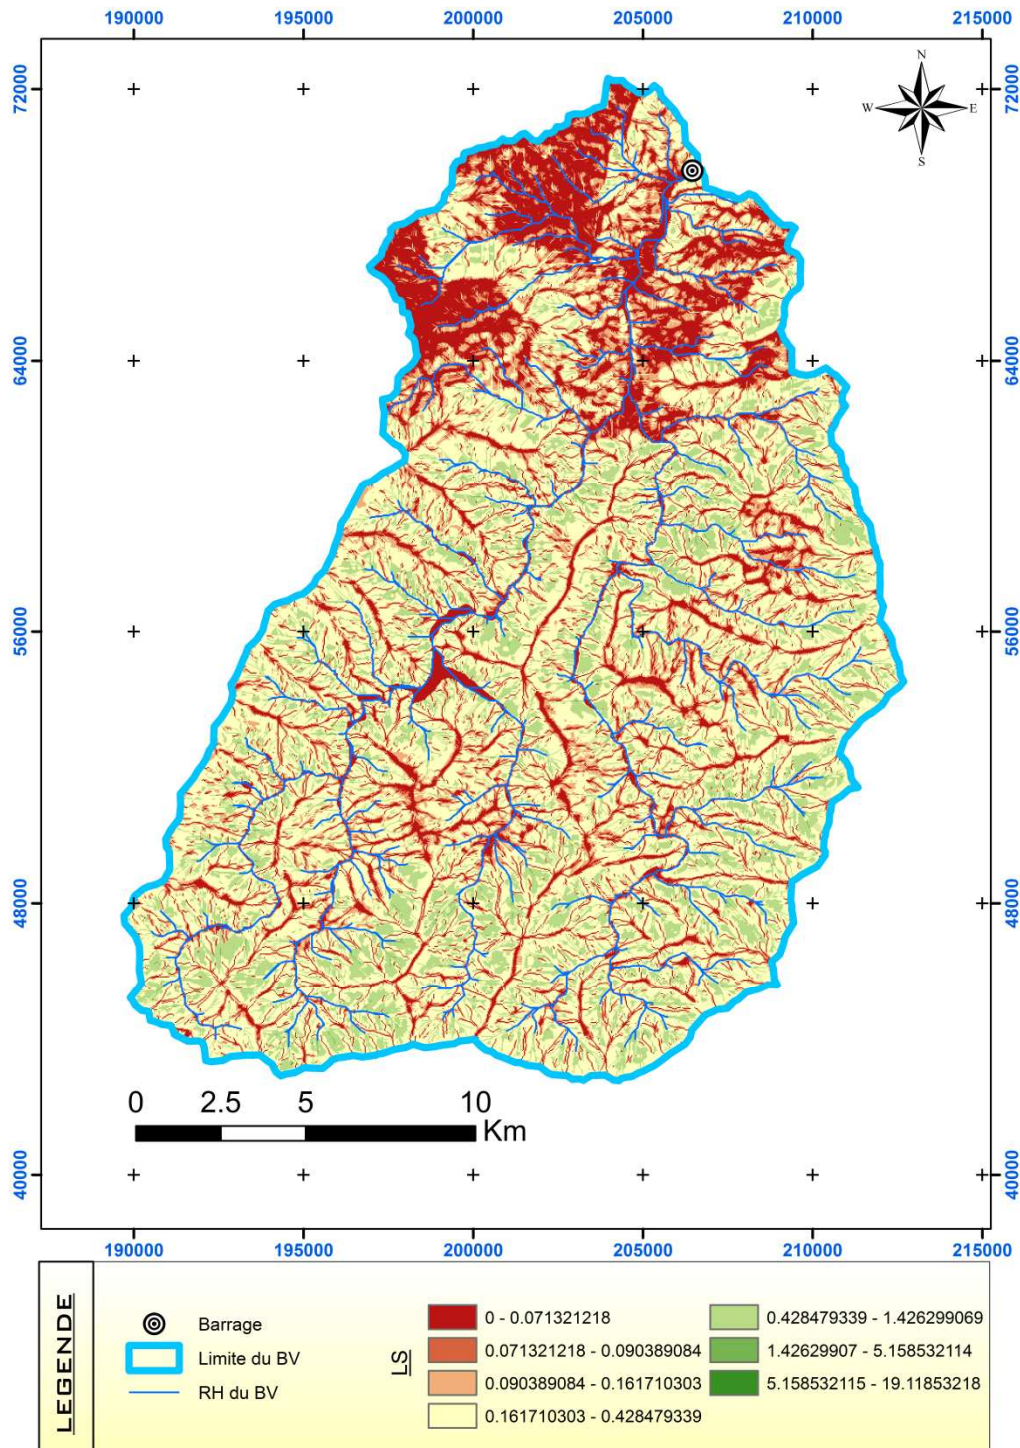 190000 195000 200000 205000 210000 215000
N
W E
S
72000 72000
64000 64000
56000 56000
48000 48000
40000 40000
0 2.5 5 10
Km
190000 195000 200000 205000 210000 215000
LEGENDE
Barrage
Limite du BV
RH du BV
LS
0 - 0.071321218
0.071321218 - 0.090389084
0.090389084 - 0.161710303
0.161710303 - 0.428479339
0.428479339 - 1.426299069
1.42629907 - 5.158532114
5.158532115 - 19.11853218